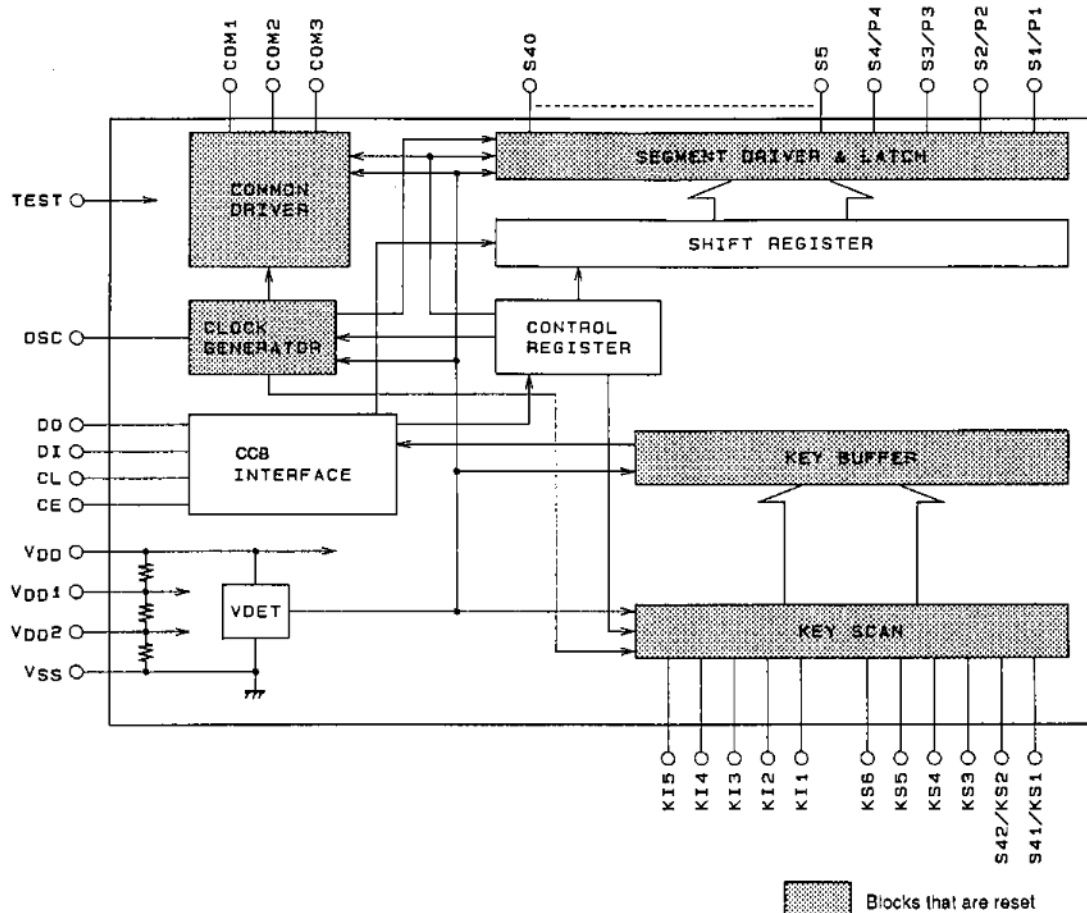 COM1
COM2
COM3
S40
S5
S4/P4
S3/P3
S2/P2
S1/P1
TEST
COMMON
DRIVER
SEGMENT DRIVER & LATCH
SHIFT REGISTER
OSC
CLOCK
GENERATOR
CONTROL
REGISTER
DO
DI
CL
CE
CCB
INTERFACE
KEY BUFFER
VDD
VDD1
VDD2
VSS
VDET
KEY SCAN
KI5
KI4
KI3
KI2
KI1
KS6
KS5
KS4
KS3
S42/KS2
S41/KS1
Blocks that are reset